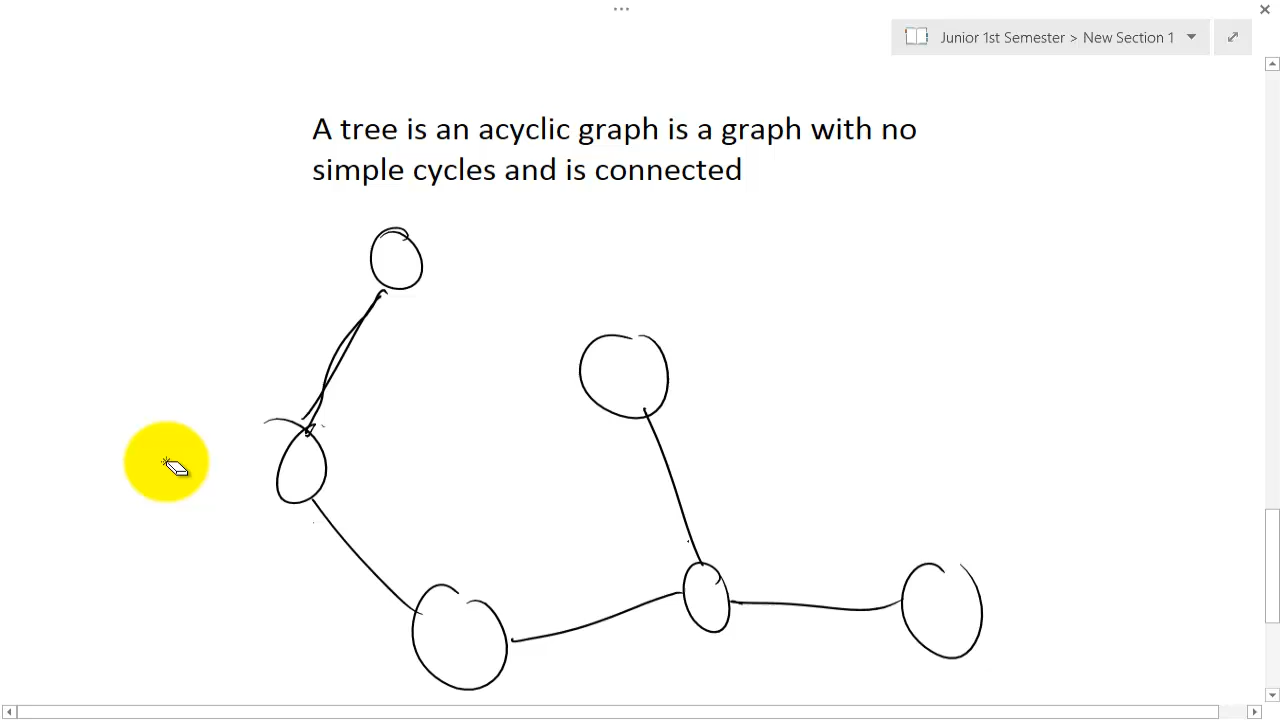 Junior 1st Semester > New Section 1
A tree is an acyclic graph is a graph with no
simple cycles and is connected